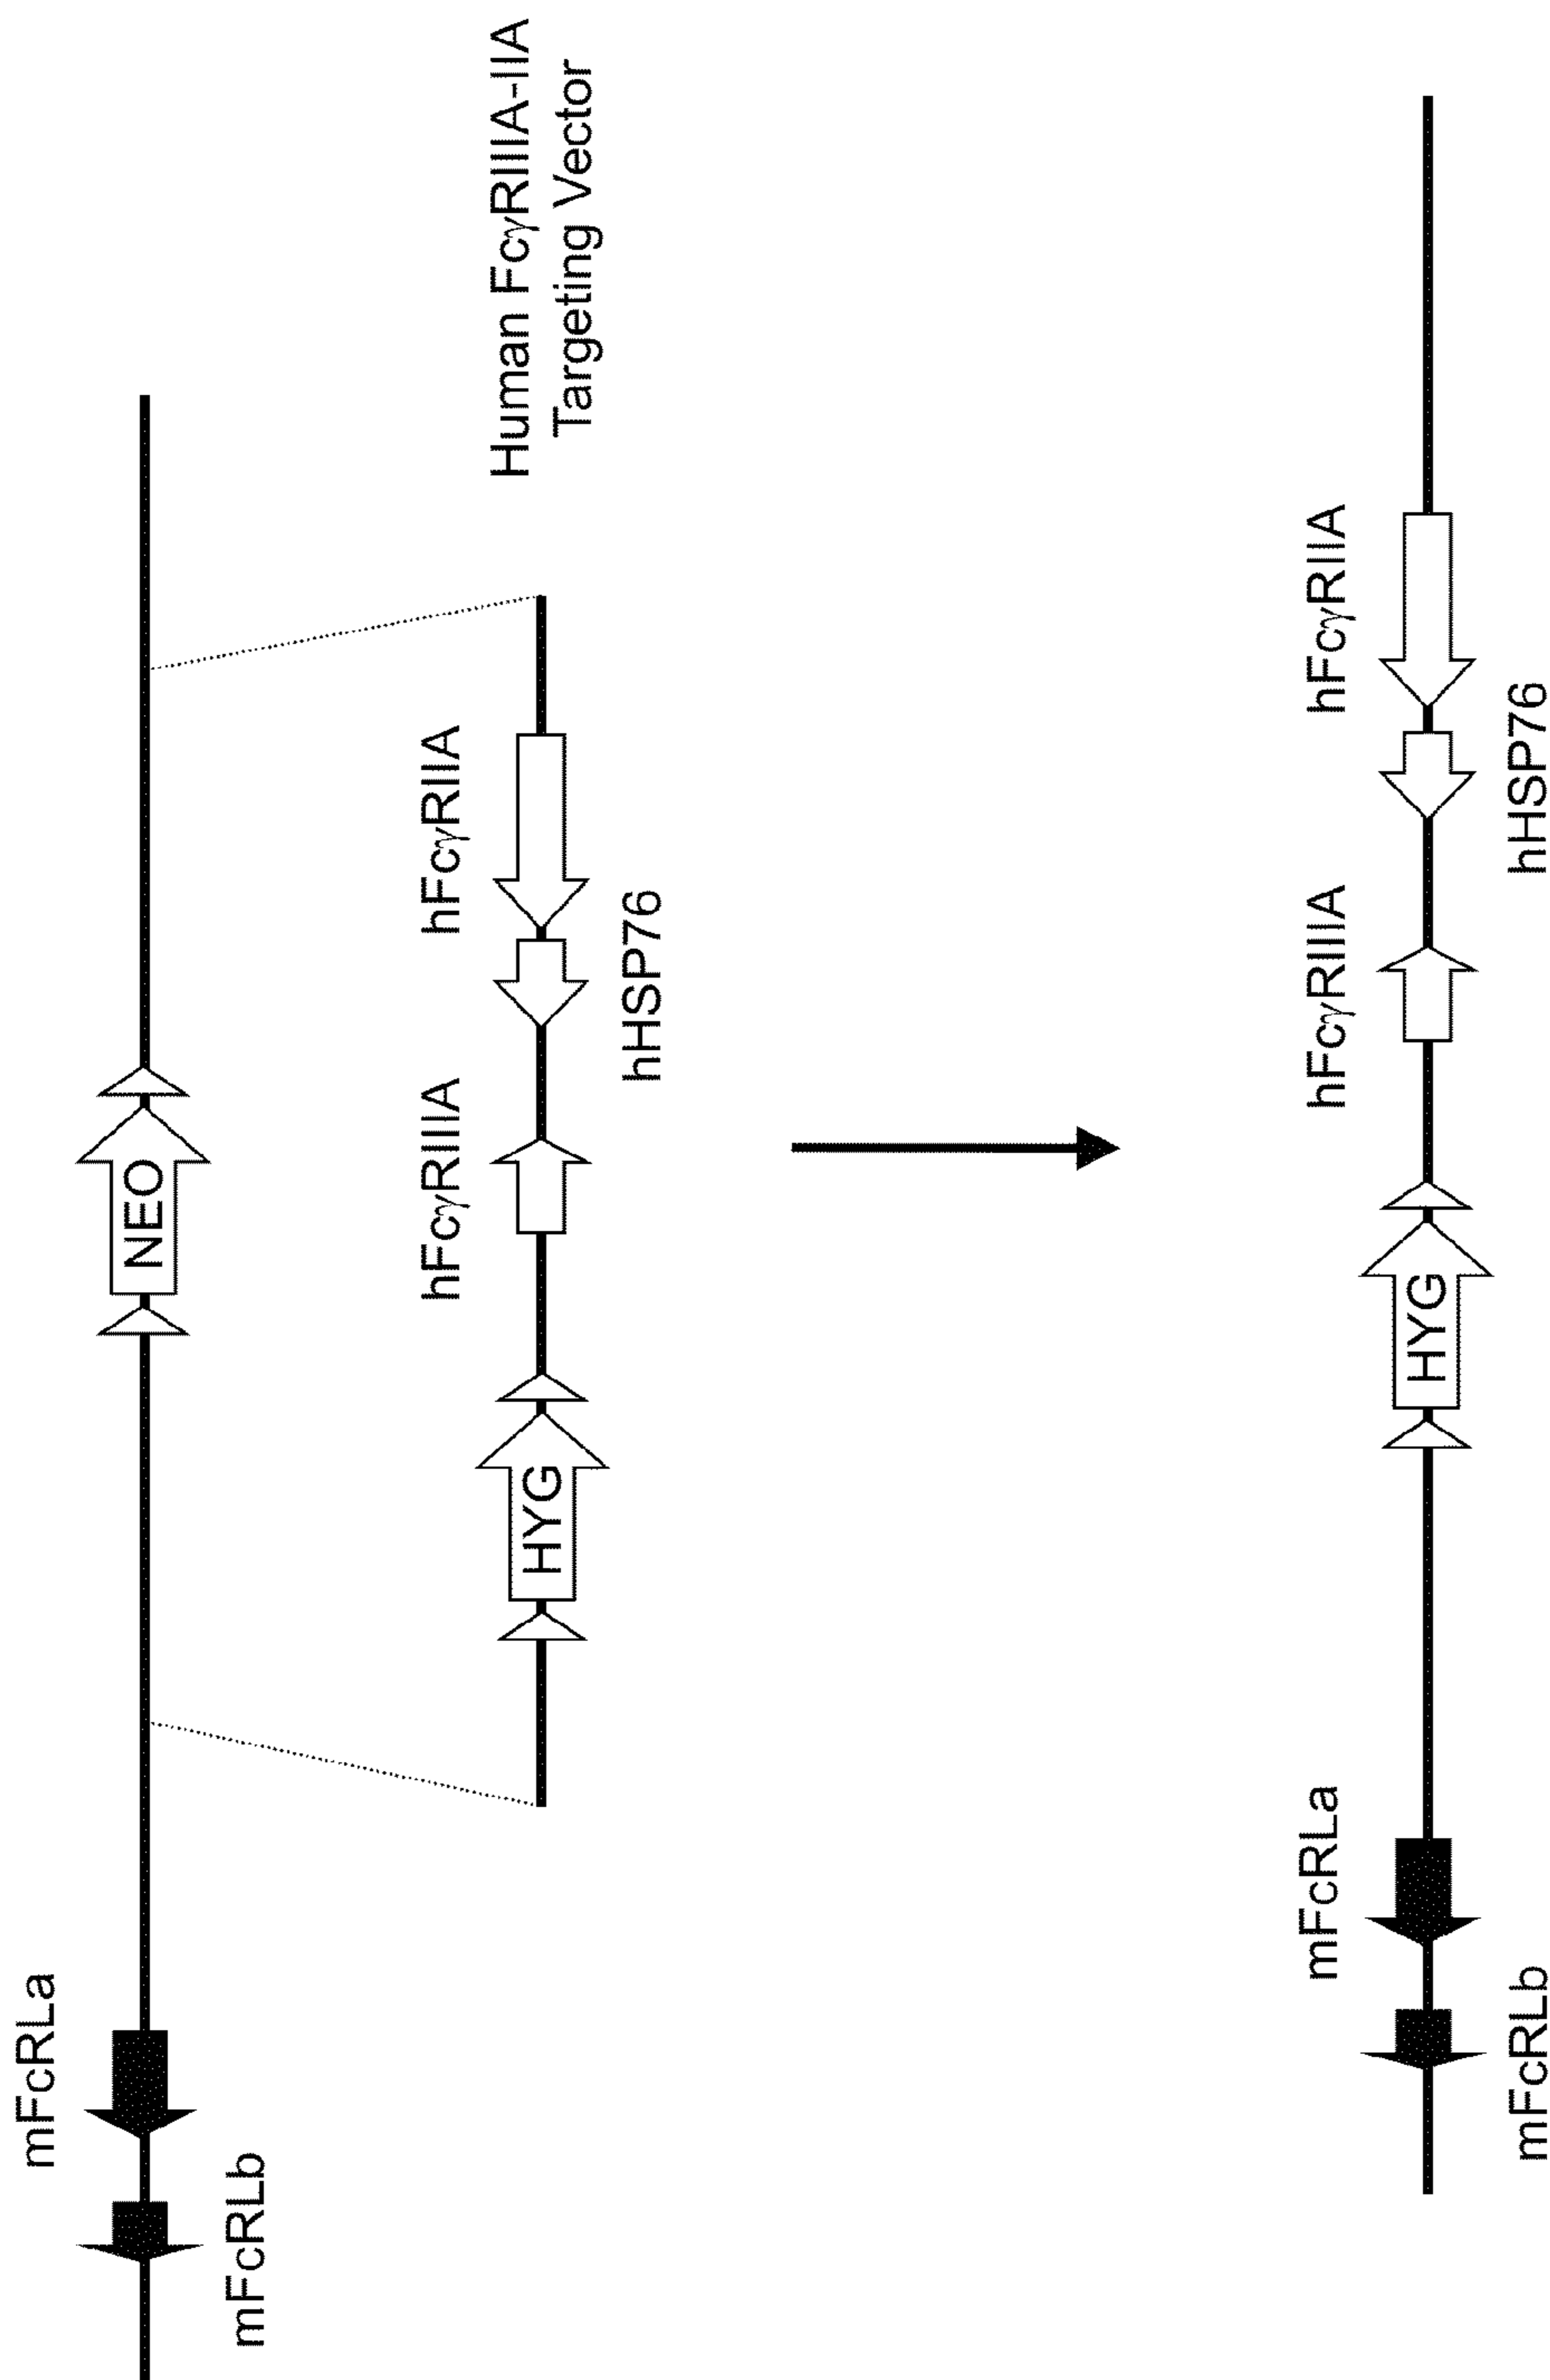 mFcRLa
mFcRLb
NEO
Human FcγRIIIA-IIA
Targeting Vector
HYG
hFcγRIIIA
hFcγRIIA
hHSP76
mFcRLa
mFcRLb
HYG
hFcγRIIIA
hFcγRIIA
hHSP76